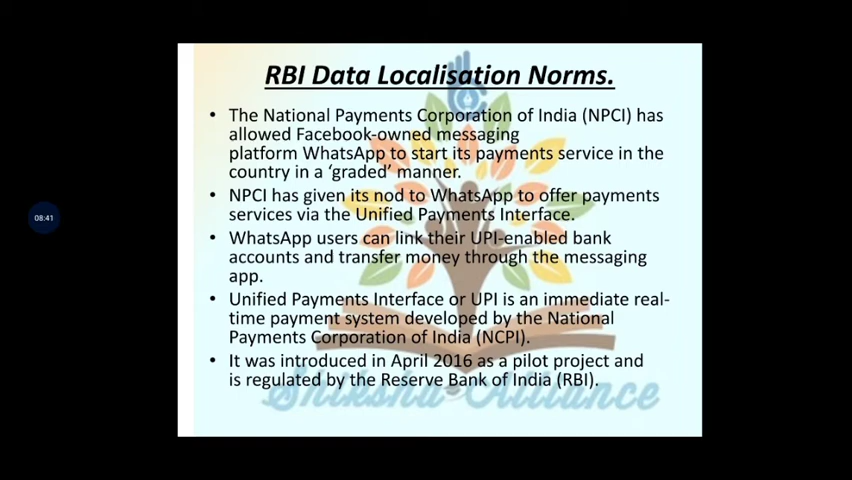 RBI Data Localisation Norms.
• The National Payments Corporation of India (NPCI) has
allowed Facebook-owned messaging
platform WhatsApp to start its payments service in the
country in a ‘graded’ manner.
• NPCI has given its nod to WhatsApp to offer payments
services via the Unified Payments Interface.
08:41
• WhatsApp users can link their UPI-enabled bank
accounts and transfer money through the messaging
app.
• Unified Payments Interface or UPI is an immediate real-
time payment system developed by the National
Payments Corporation of India (NCPI).
• It was introduced in April 2016 as a pilot project and
is regulated by the Reserve Bank of India (RBI).
Shiksha Alliance